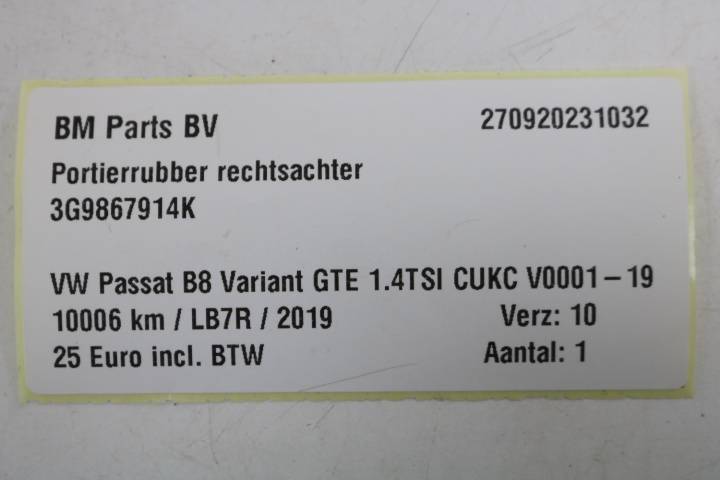 BM Parts BV 270920231032
Portierrubber rechtsachter
3G9867914K
VW Passat B8 Variant GTE 1.4TSI CUKC V0001-19
10006 km / LB7R / 2019 Verz: 10
25 Euro incl. BTW Aantal: 1